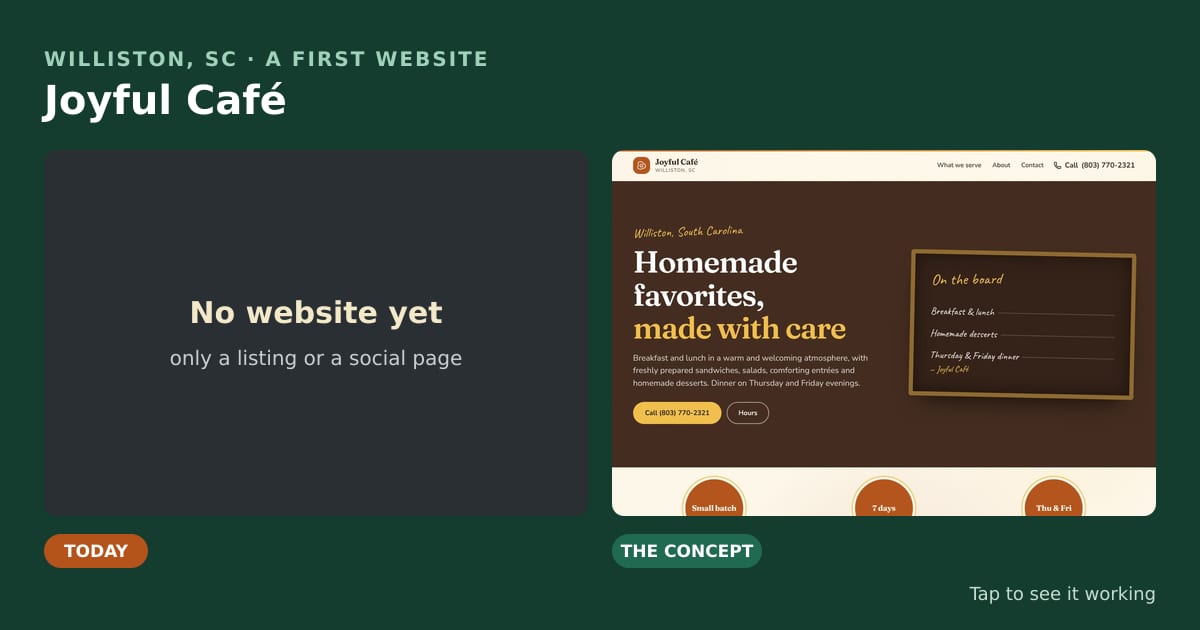 WILLISTON, SC · A FIRST WEBSITE
Joyful Café
No website yet
only a listing or a social page
TODAY
Joyful Café
WILLISTON, SC
What we serve
About
Contact
Call (803) 770-2321
Williston, South Carolina
Homemade
favorites,
made with care
Breakfast and lunch in a warm and welcoming atmosphere, with
freshly prepared sandwiches, salads, comforting entrées and
homemade desserts. Dinner on Thursday and Friday evenings.
Call (803) 770-2321
Hours
On the board
Breakfast & lunch
Homemade desserts
Thursday & Friday dinner
– Joyful Café
Small batch
7 days
Thu & Fri
THE CONCEPT
Tap to see it working